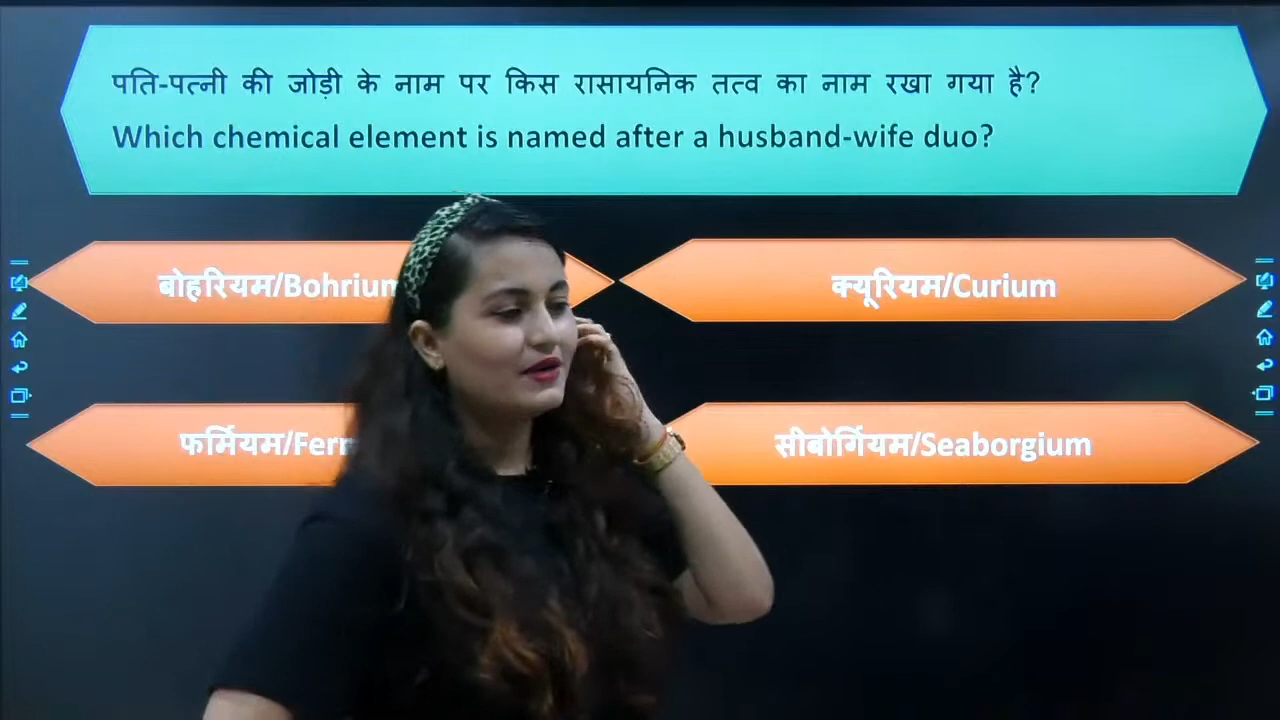 पति-पत्नी की जोड़ी के नाम पर किस रासायनिक तत्व का नाम रखा गया है?
Which chemical element is named after a husband-wife duo?
बोहरियम/Bohrium
क्यूरियम/Curium
फर्मियम/
सीबोर्गियम/Seaborgium